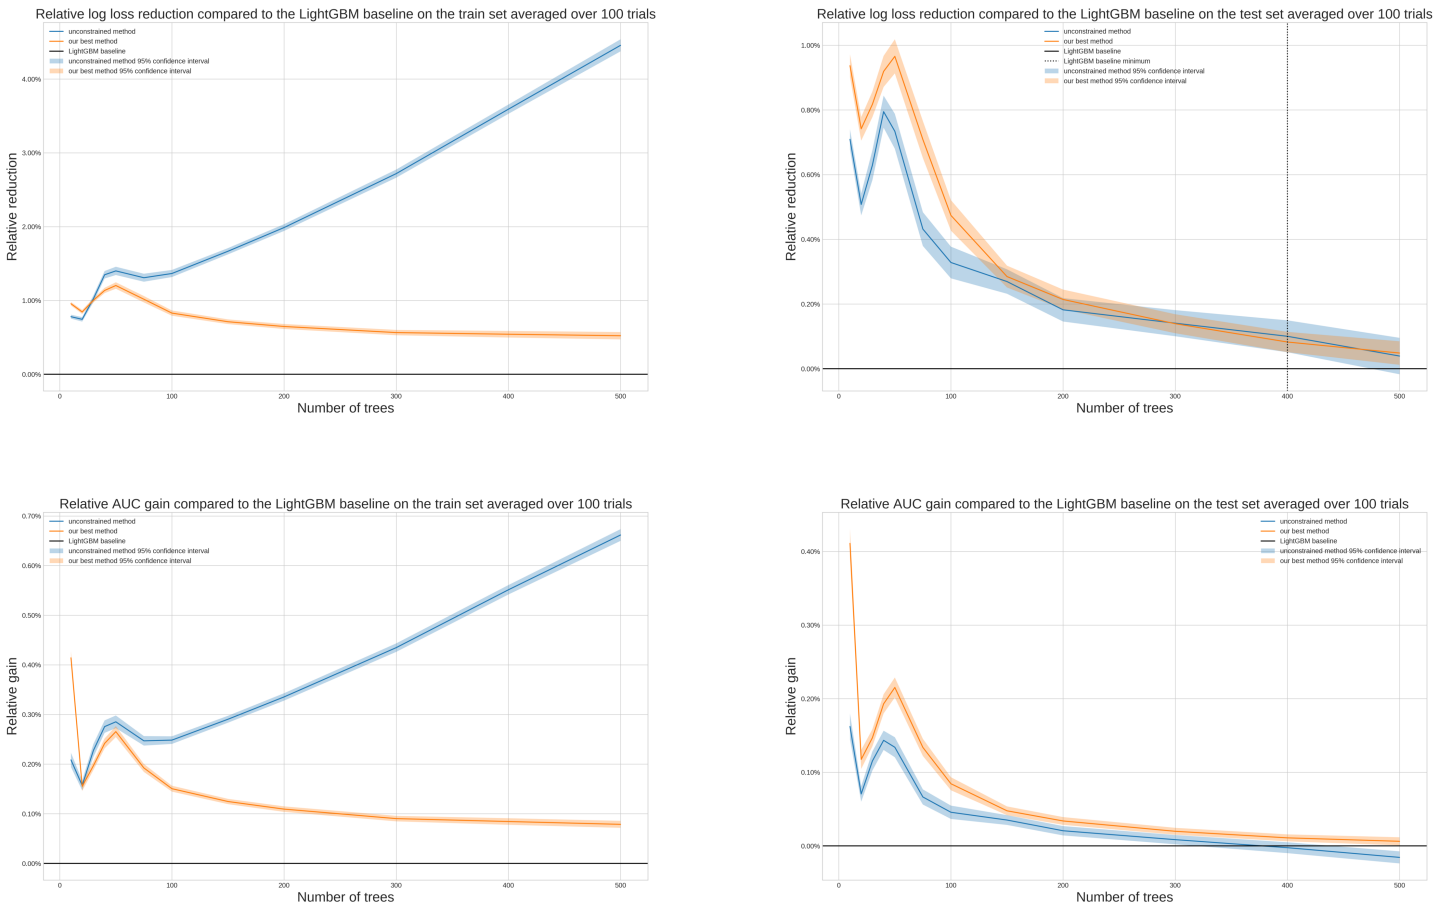 Relative log loss reduction compared to the LightGBM baseline on the train set averaged over 100 trials
unconstrained method
our best method
LightGBM baseline
unconstrained method 95% confidence interval
our best method 95% confidence interval
4.00%
3.00%
2.00%
1.00%
0.00%
Relative reduction
0 100 200 300 400 500
Number of trees
Relative log loss reduction compared to the LightGBM baseline on the test set averaged over 100 trials
unconstrained method
our best method
LightGBM baseline
LightGBM baseline minimum
unconstrained method 95% confidence interval
our best method 95% confidence interval
1.00%
0.80%
0.60%
0.40%
0.20%
0.00%
Relative reduction
0 100 200 300 400 500
Number of trees
Relative AUC gain compared to the LightGBM baseline on the train set averaged over 100 trials
unconstrained method
our best method
LightGBM baseline
unconstrained method 95% confidence interval
our best method 95% confidence interval
0.70%
0.60%
0.50%
0.40%
0.30%
0.20%
0.10%
0.00%
Relative gain
0 100 200 300 400 500
Number of trees
Relative AUC gain compared to the LightGBM baseline on the test set averaged over 100 trials
unconstrained method
our best method
LightGBM baseline
unconstrained method 95% confidence interval
our best method 95% confidence interval
0.40%
0.30%
0.20%
0.10%
0.00%
Relative gain
0 100 200 300 400 500
Number of trees